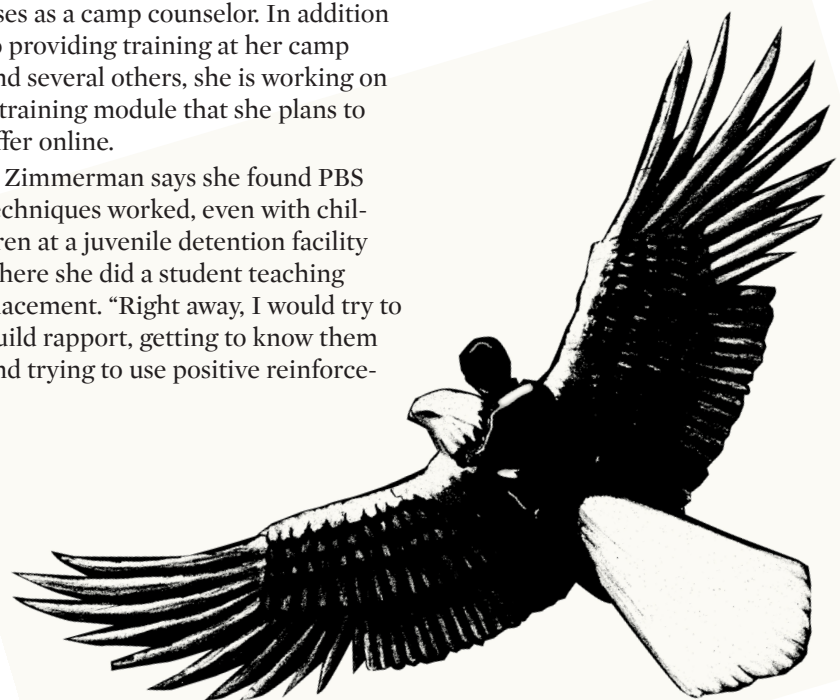 ses as a camp counselor. In addition
o providing training at her camp
nd several others, she is working on
training module that she plans to
ffer online.
Zimmerman says she found PBS
echniques worked, even with chil-
ren at a juvenile detention facility
here she did a student teaching
lacement. “Right away, I would try to
uild rapport, getting to know them
nd trying to use positive reinforce-